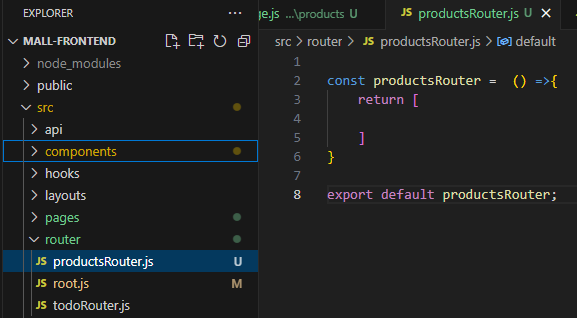 EXPLORER
MALL-FRONTEND
node_modules
public
src
api
components
hooks
layouts
pages
router
JS productsRouter.js U
JS root.js M
JS todoRouter.js
ge.js ...\products U
JS productsRouter.js U
src > router > JS productsRouter.js > default
1
2 const productsRouter = () =>{
3 return [
4
5 ]
6 }
7
8 export default productsRouter;